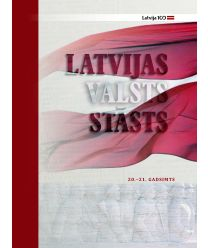 Latvija 100
LATVIJAS
VALSTS
STĀSTS
20.–21. GADSIMTS